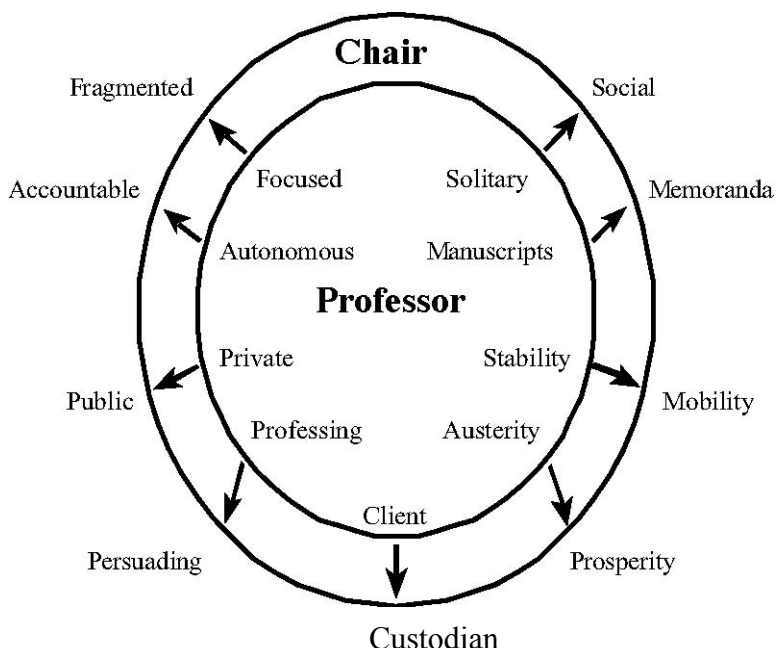 Chair
Fragmented
Social
Focused
Solitary
Accountable
Memoranda
Autonomous
Manuscripts
Professor
Private
Stability
Public
Mobility
Professing
Austerity
Client
Persuading
Prosperity
Custodian